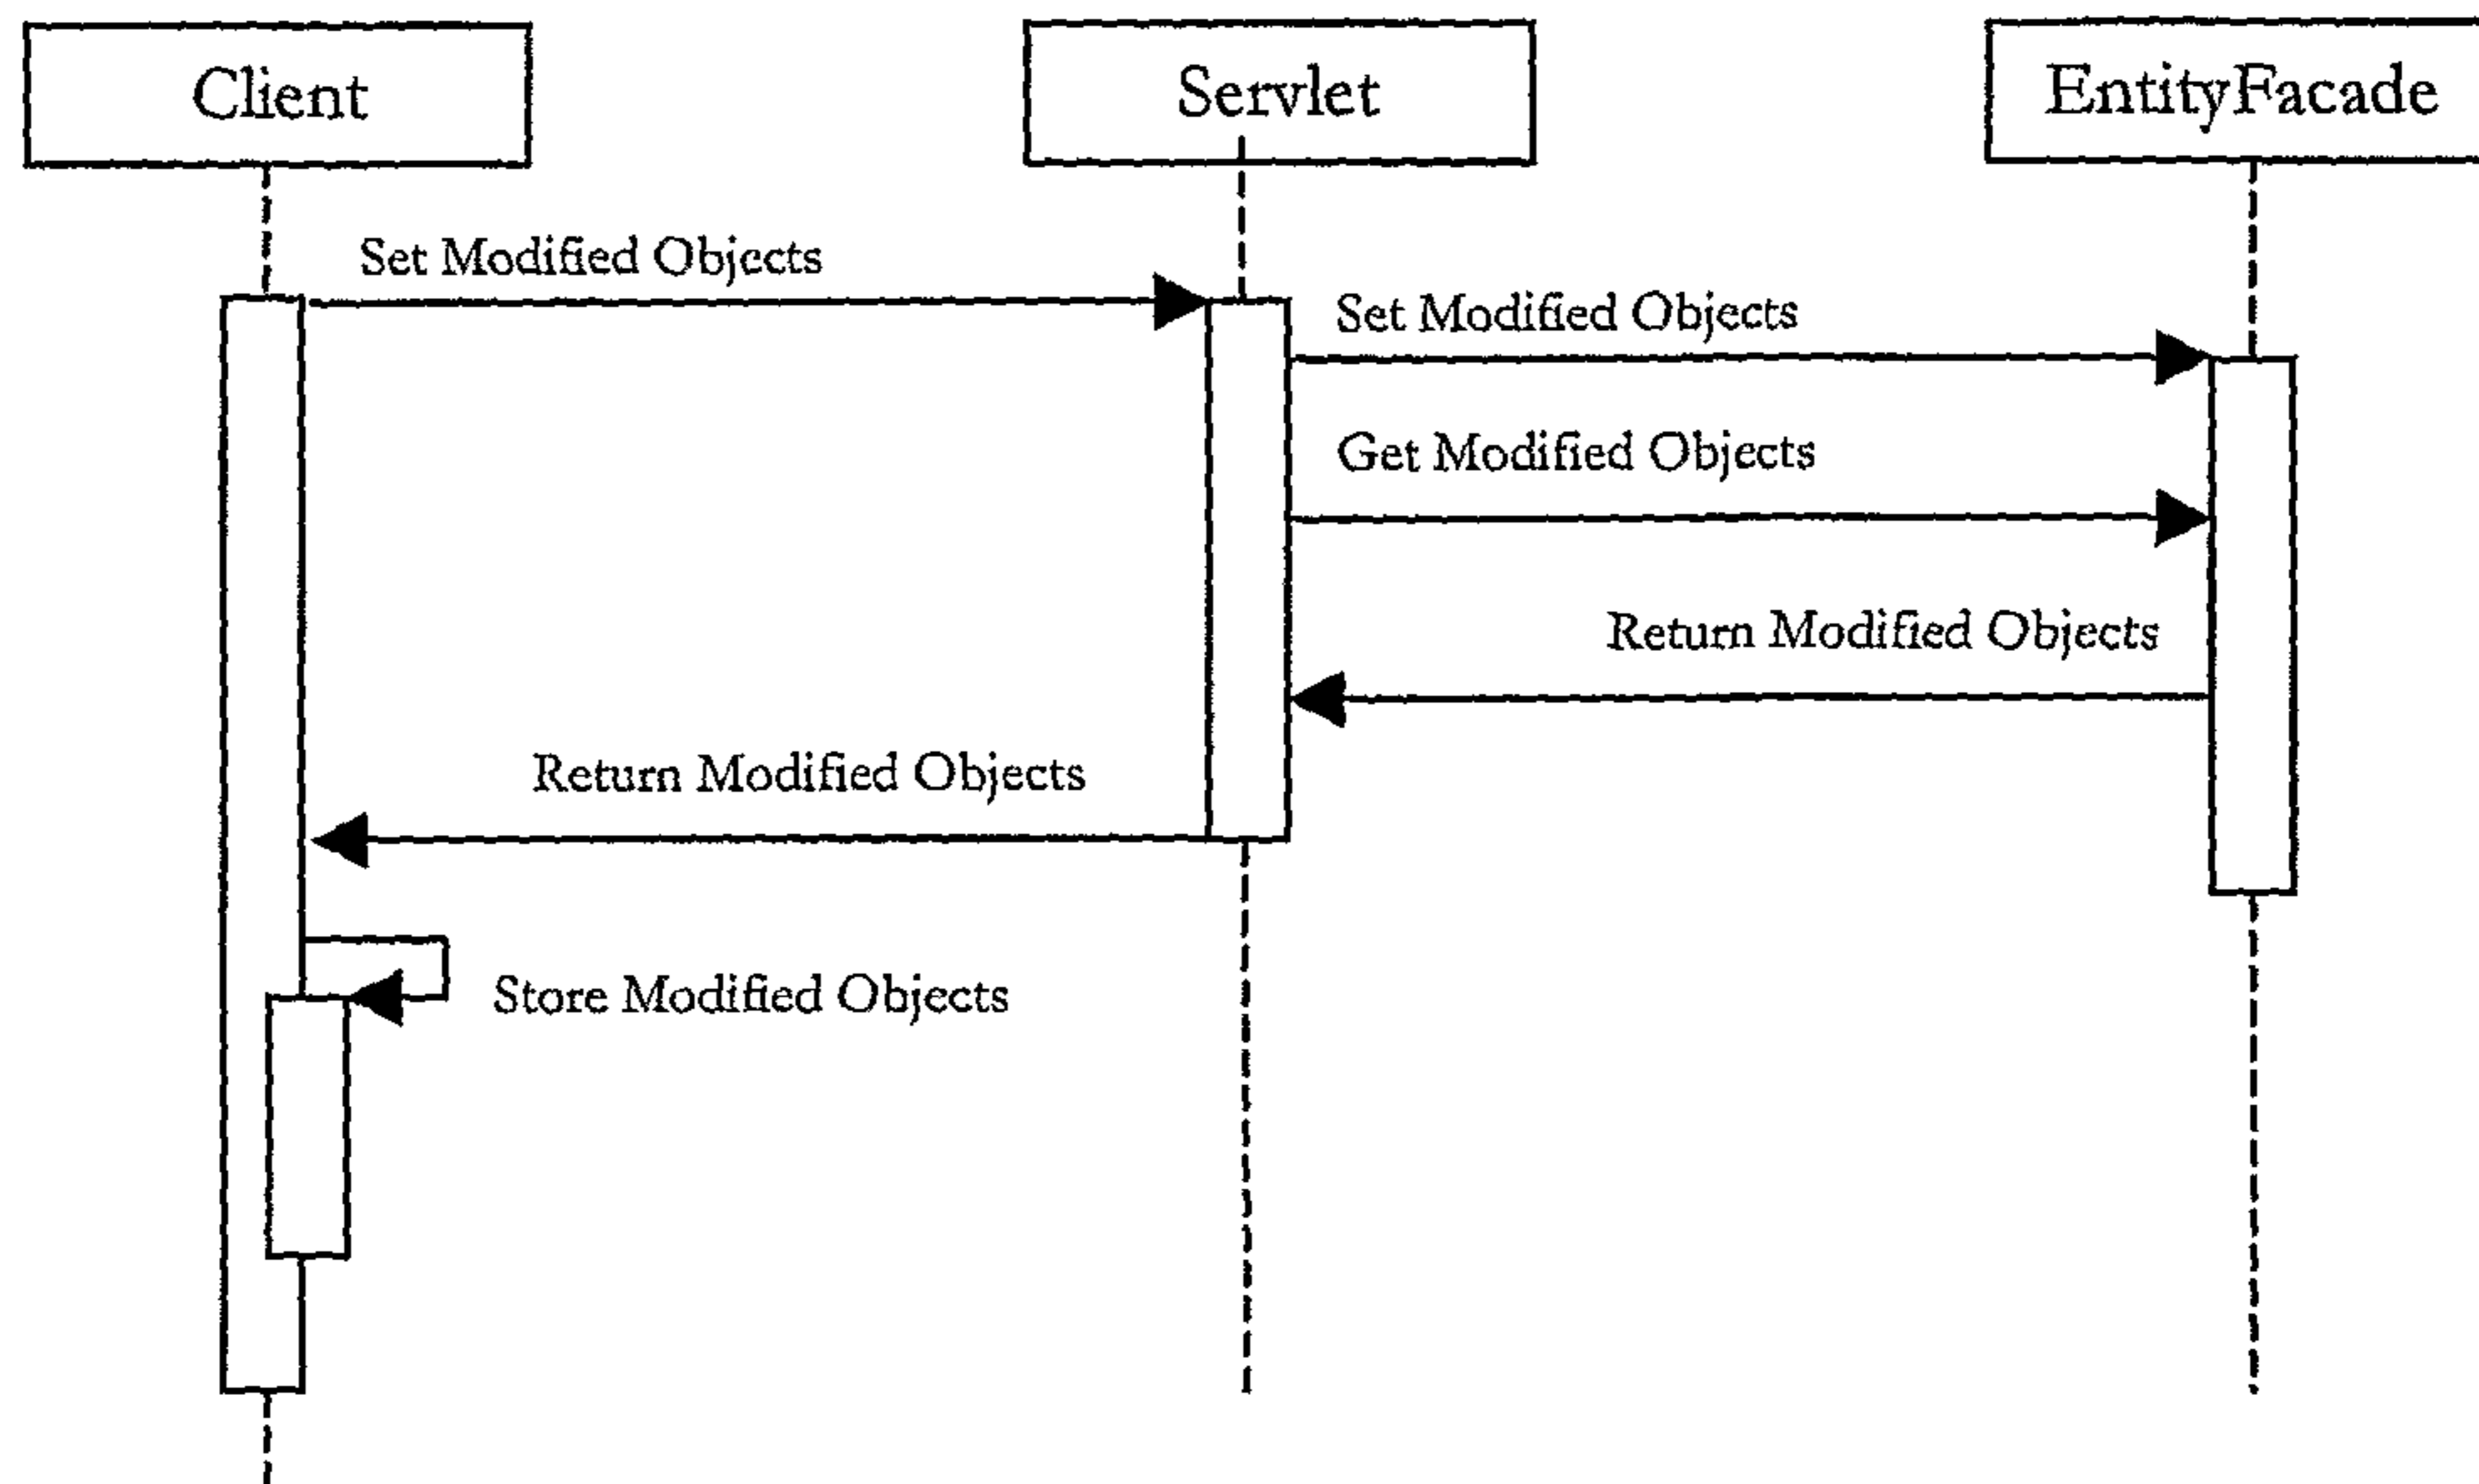 Client
Servlet
EntityFacade
Set Modified Objects
Set Modified Objects
Get Modified Objects
Return Modified Objects
Return Modified Objects
Store Modified Objects